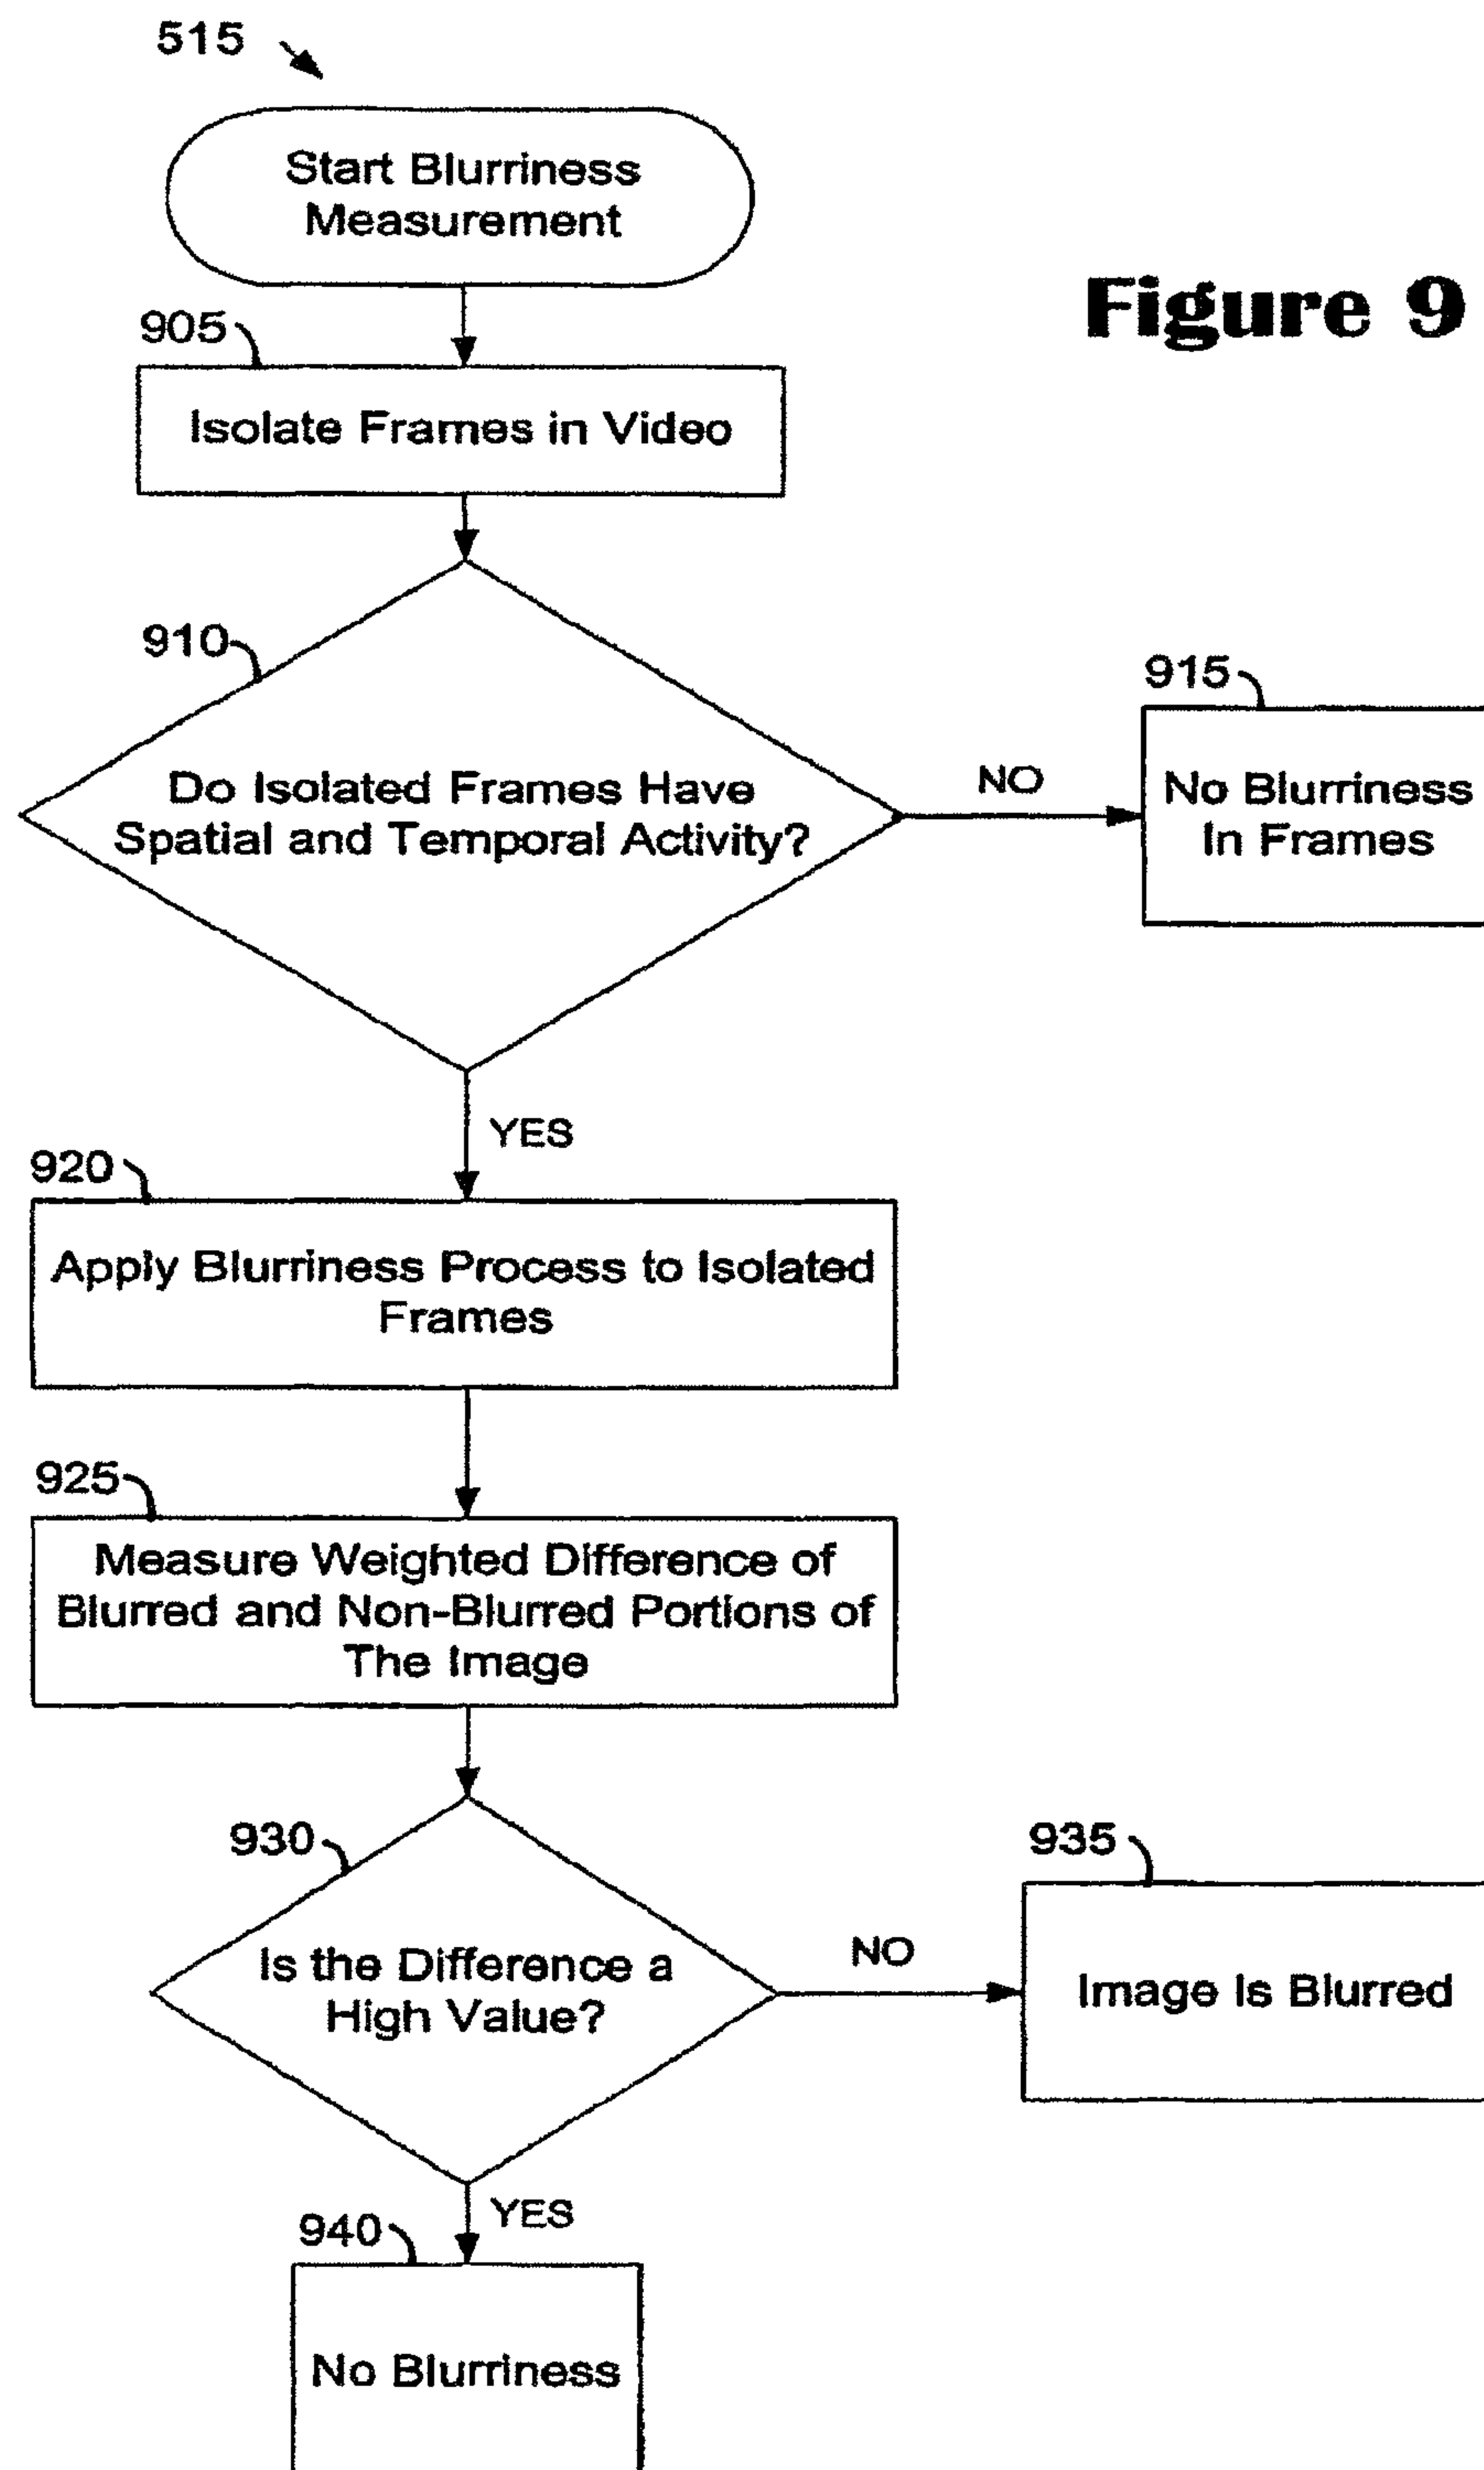 515
Start Blurriness
Measurement
Figure 9
905
Isolate Frames in Video
910
Do Isolated Frames Have
Spatial and Temporal Activity?
NO
915
No Blurriness
In Frames
YES
920
Apply Blurriness Process to Isolated
Frames
925
Measure Weighted Difference of
Blurred and Non-Blurred Portions of
The Image
930
Is the Difference a
High Value?
NO
935
Image Is Blurred
YES
940
No Blurriness